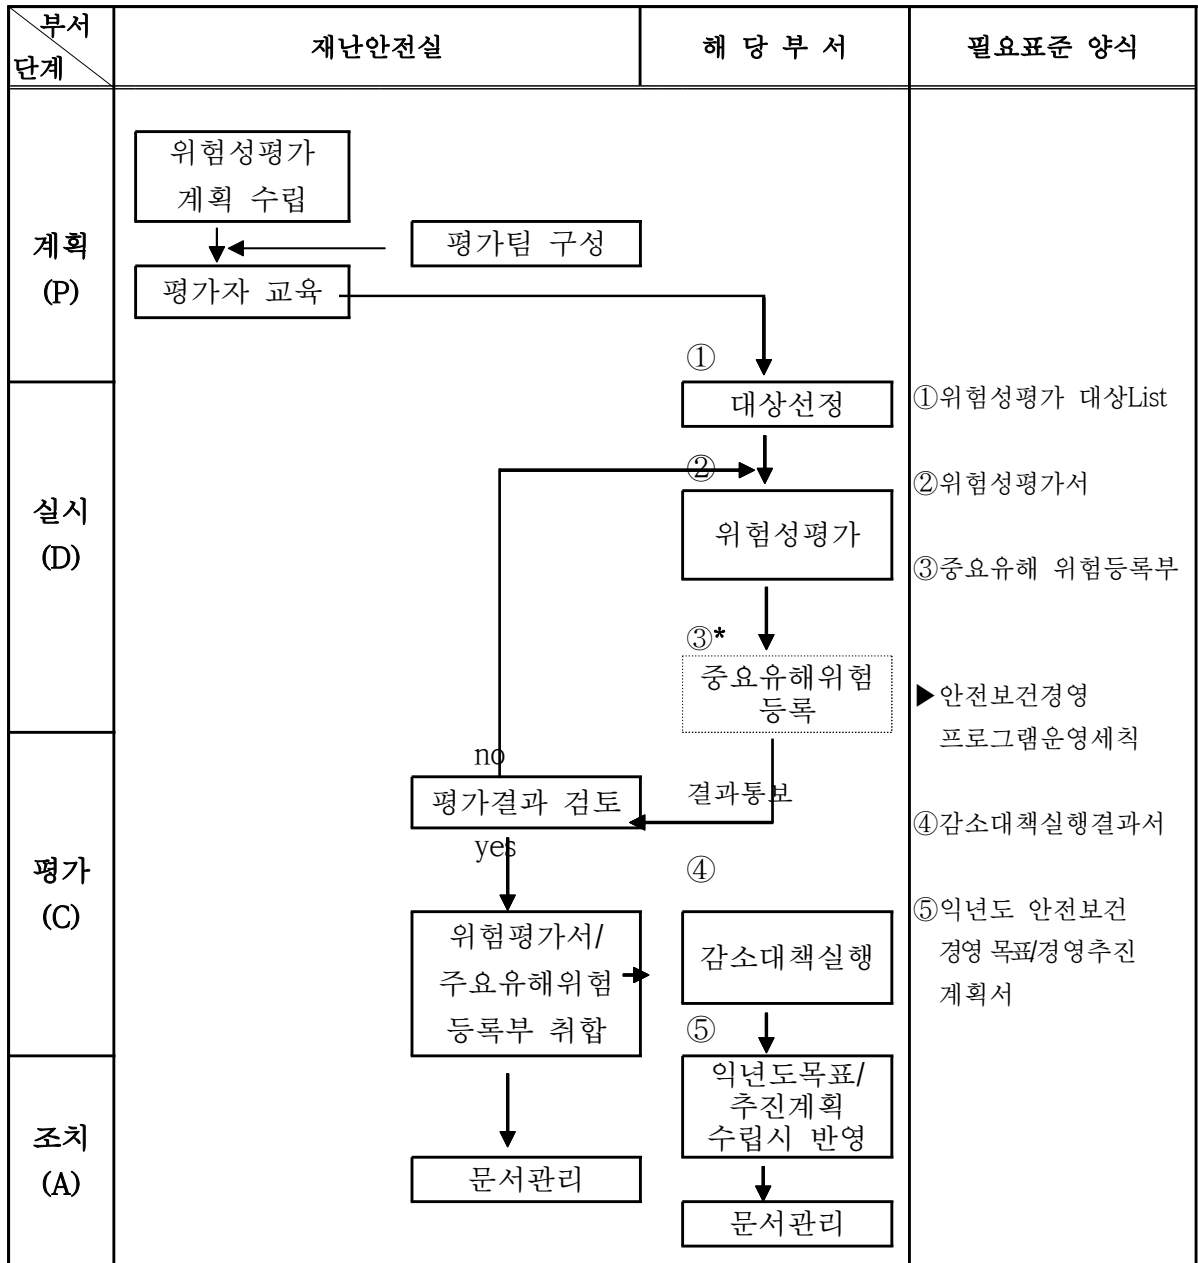 부서
단계
재난안전실
해 당 부 서
필요표준 양식
계획
(P)
위험성평가
계획 수립
평가팀 구성
평가자 교육
①
대상선정
①위험성평가 대상List
실시
(D)
②
위험성평가
②위험성평가서
③중요유해 위험등록부
③*
중요유해위험
등록
▶안전보건경영
프로그램운영세칙
no
평가결과 검토
결과통보
yes
④감소대책실행결과서
평가
(C)
④
위험평가서/
주요유해위험
등록부 취합
감소대책실행
⑤익년도 안전보건
경영 목표/경영추진
계획서
⑤
조치
(A)
익년도목표/
추진계획
수립시 반영
문서관리
문서관리